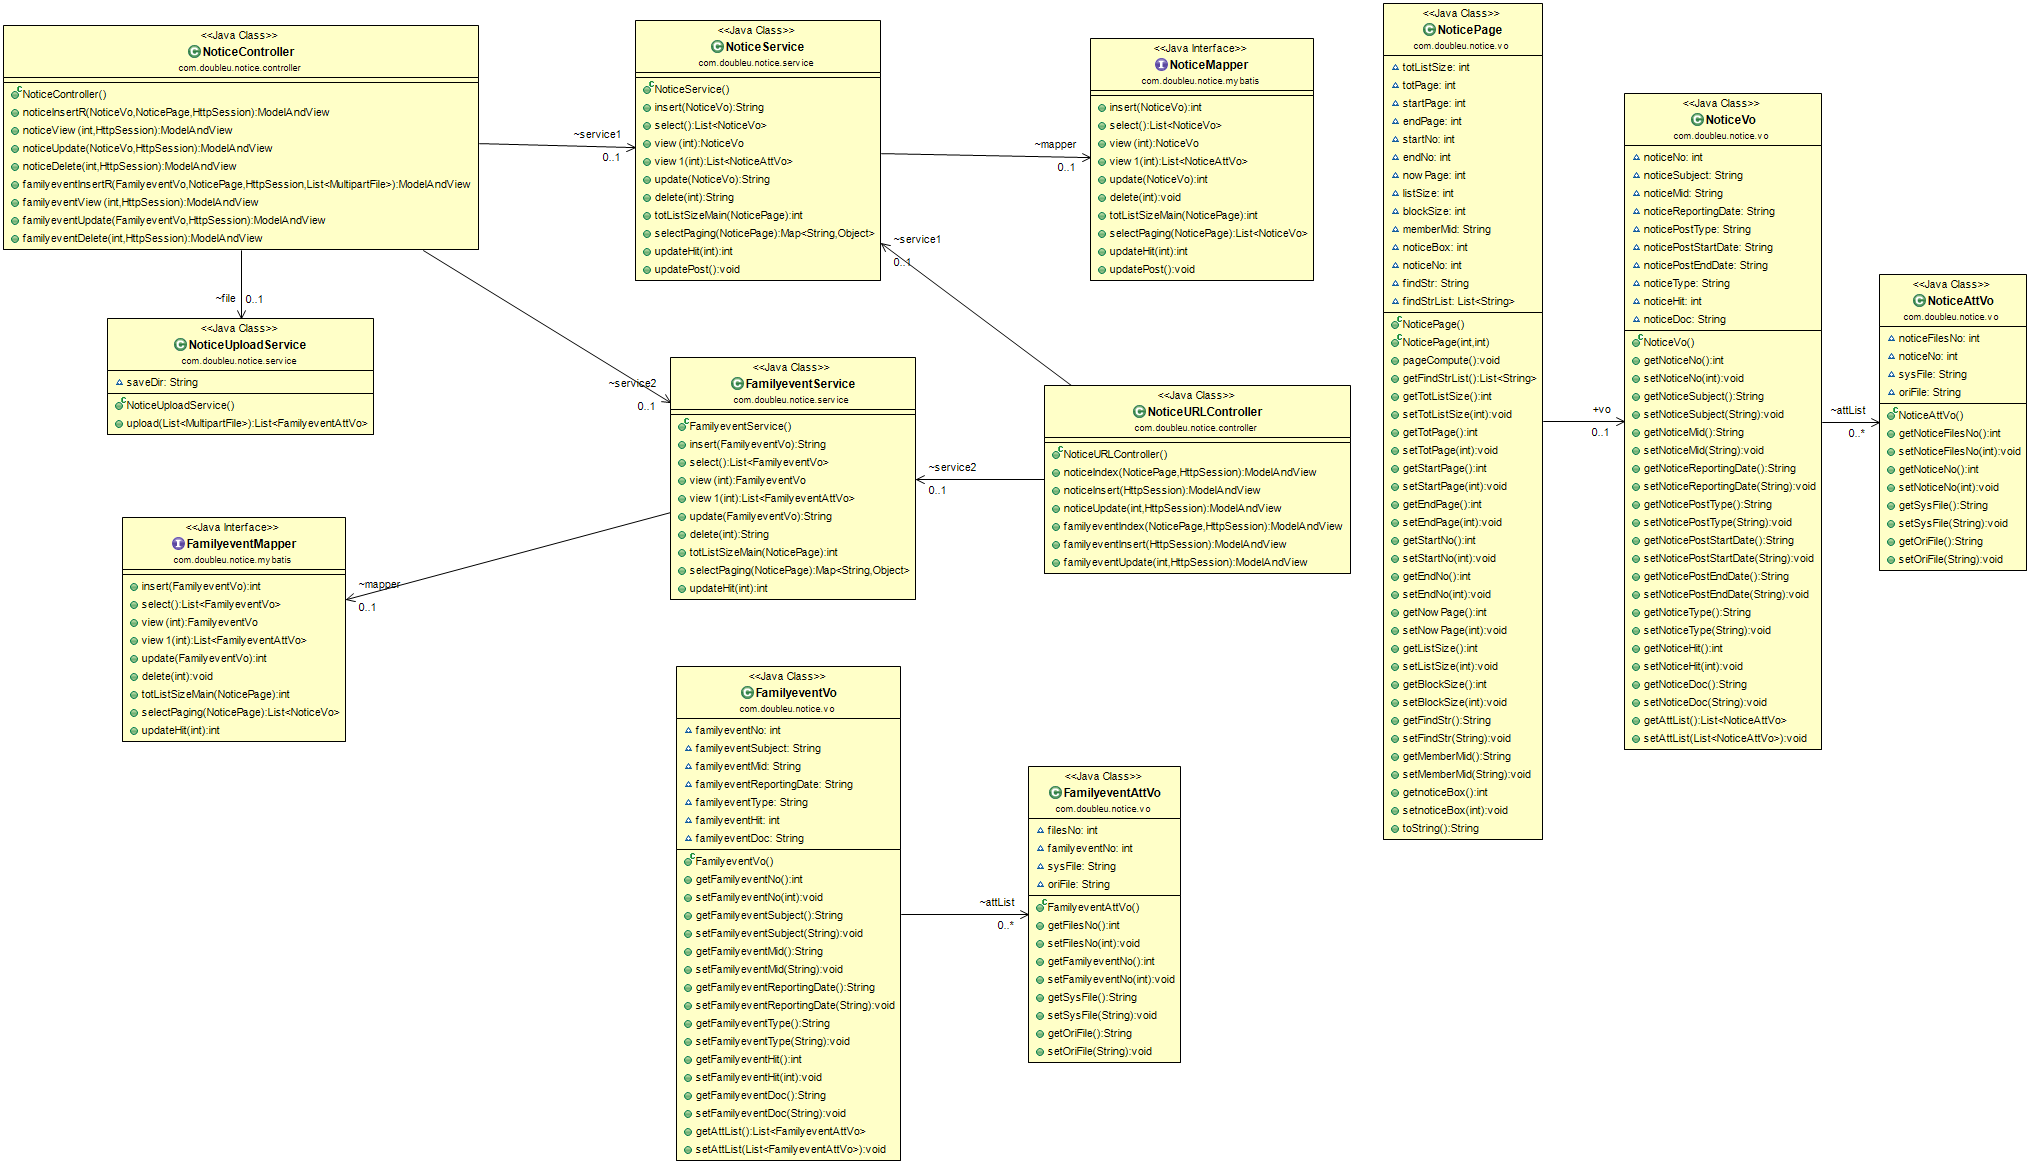 <<Java Class>>
NoticeController
com.doubleu.notice.controller
NoticeController()
noticeInsertR(NoticeVo,NoticePage,HttpSession):ModelAndView
noticeView(int,HttpSession):ModelAndView
noticeUpdate(NoticeVo,HttpSession):ModelAndView
noticeDelete(int,HttpSession):ModelAndView
familyeventInsertR(FamilyeventVo,NoticePage,HttpSession,List<MultipartFile>):ModelAndView
familyeventView(int,HttpSession):ModelAndView
familyeventUpdate(FamilyeventVo,HttpSession):ModelAndView
familyeventDelete(int,HttpSession):ModelAndView
~service1
0..1
~file
0..1
~service2
0..1
<<Java Class>>
NoticeUploadService
com.doubleu.notice.service
saveDir: String
NoticeUploadService()
upload(List<MultipartFile>):List<FamilyeventAttVo>
<<Java Interface>>
FamilyeventMapper
com.doubleu.notice.mybatis
insert(FamilyeventVo):int
select():List<FamilyeventVo>
view(int):FamilyeventVo
view1(int):List<FamilyeventAttVo>
update(FamilyeventVo):int
delete(int):void
totListSizeMain(NoticePage):int
selectPaging(NoticePage):List<NoticeVo>
updateHit(int):int
<<Java Class>>
NoticeService
com.doubleu.notice.service
NoticeService()
insert(NoticeVo):String
select():List<NoticeVo>
view(int):NoticeVo
view1(int):List<NoticeAttVo>
update(NoticeVo):String
delete(int):String
totListSizeMain(NoticePage):int
selectPaging(NoticePage):Map<String,Object>
updateHit(int):int
updatePost():void
~mapper
0..1
~service1
0..1
<<Java Class>>
FamilyeventService
com.doubleu.notice.service
FamilyeventService()
insert(FamilyeventVo):String
select():List<FamilyeventVo>
view(int):FamilyeventVo
view1(int):List<FamilyeventAttVo>
update(FamilyeventVo):String
delete(int):String
totListSizeMain(NoticePage):int
selectPaging(NoticePage):Map<String,Object>
updateHit(int):int
~mapper
0..1
~service2
0..1
<<Java Class>>
FamilyeventVo
com.doubleu.notice.vo
familyeventNo: int
familyeventSubject: String
familyeventMid: String
familyeventReportingDate: String
familyeventType: String
familyeventHit: int
familyeventDoc: String
FamilyeventVo()
getFamilyeventNo():int
setFamilyeventNo(int):void
getFamilyeventSubject():String
setFamilyeventSubject(String):void
getFamilyeventMid():String
setFamilyeventMid(String):void
getFamilyeventReportingDate():String
setFamilyeventReportingDate(String):void
getFamilyeventType():String
setFamilyeventType(String):void
getFamilyeventHit():int
setFamilyeventHit(int):void
getFamilyeventDoc():String
setFamilyeventDoc(String):void
getAttList():List<FamilyeventAttVo>
setAttList(List<FamilyeventAttVo>):void
~attList
0..*
<<Java Interface>>
NoticeMapper
com.doubleu.notice.mybatis
insert(NoticeVo):int
select():List<NoticeVo>
view(int):NoticeVo
view1(int):List<NoticeAttVo>
update(NoticeVo):int
delete(int):void
totListSizeMain(NoticePage):int
selectPaging(NoticePage):List<NoticeVo>
updateHit(int):int
updatePost():void
<<Java Class>>
NoticeURLController
com.doubleu.notice.controller
NoticeURLController()
noticeIndex(NoticePage,HttpSession):ModelAndView
noticeInsert(HttpSession):ModelAndView
noticeUpdate(int,HttpSession):ModelAndView
familyeventIndex(NoticePage,HttpSession):ModelAndView
familyeventInsert(HttpSession):ModelAndView
familyeventUpdate(int,HttpSession):ModelAndView
<<Java Class>>
FamilyeventAttVo
com.doubleu.notice.vo
filesNo: int
familyeventNo: int
sysFile: String
oriFile: String
FamilyeventAttVo()
getFilesNo():int
setFilesNo(int):void
getFamilyeventNo():int
setFamilyeventNo(int):void
getSysFile():String
setSysFile(String):void
getOriFile():String
setOriFile(String):void
<<Java Class>>
NoticePage
com.doubleu.notice.vo
totListSize: int
totPage: int
startPage: int
endPage: int
startNo: int
endNo: int
nowPage: int
listSize: int
blockSize: int
memberMid: String
noticeBox: int
noticeNo: int
findStr: String
findStrList: List<String>
NoticePage()
NoticePage(int,int)
pageCompute():void
getFindStrList():List<String>
getTotListSize():int
setTotListSize(int):void
getTotPage():int
setTotPage(int):void
getStartPage():int
setStartPage(int):void
getEndPage():int
setEndPage(int):void
getStartNo():int
setStartNo(int):void
getEndNo():int
setEndNo(int):void
getNowPage():int
setNowPage(int):void
getListSize():int
setListSize(int):void
getBlockSize():int
setBlockSize(int):void
getFindStr():String
setFindStr(String):void
getMemberMid():String
setMemberMid(String):void
getnoticeBox():int
setnoticeBox(int):void
toString():String
+vo
0..1
<<Java Class>>
NoticeVo
com.doubleu.notice.vo
noticeNo: int
noticeSubject: String
noticeMid: String
noticeReportingDate: String
noticePostType: String
noticePostStartDate: String
noticePostEndDate: String
noticeType: String
noticeHit: int
noticeDoc: String
NoticeVo()
getNoticeNo():int
setNoticeNo(int):void
getNoticeSubject():String
setNoticeSubject(String):void
getNoticeMid():String
setNoticeMid(String):void
getNoticeReportingDate():String
setNoticeReportingDate(String):void
getNoticePostType():String
setNoticePostType(String):void
getNoticePostStartDate():String
setNoticePostStartDate(String):void
getNoticePostEndDate():String
setNoticePostEndDate(String):void
getNoticeType():String
setNoticeType(String):void
getNoticeHit():int
setNoticeHit(int):void
getNoticeDoc():String
setNoticeDoc(String):void
getAttList():List<NoticeAttVo>
setAttList(List<NoticeAttVo>):void
~attList
0..*
<<Java Class>>
NoticeAttVo
com.doubleu.notice.vo
noticeFilesNo: int
noticeNo: int
sysFile: String
oriFile: String
NoticeAttVo()
getNoticeFilesNo():int
setNoticeFilesNo(int):void
getNoticeNo():int
setNoticeNo(int):void
getSysFile():String
setSysFile(String):void
getOriFile():String
setOriFile(String):void